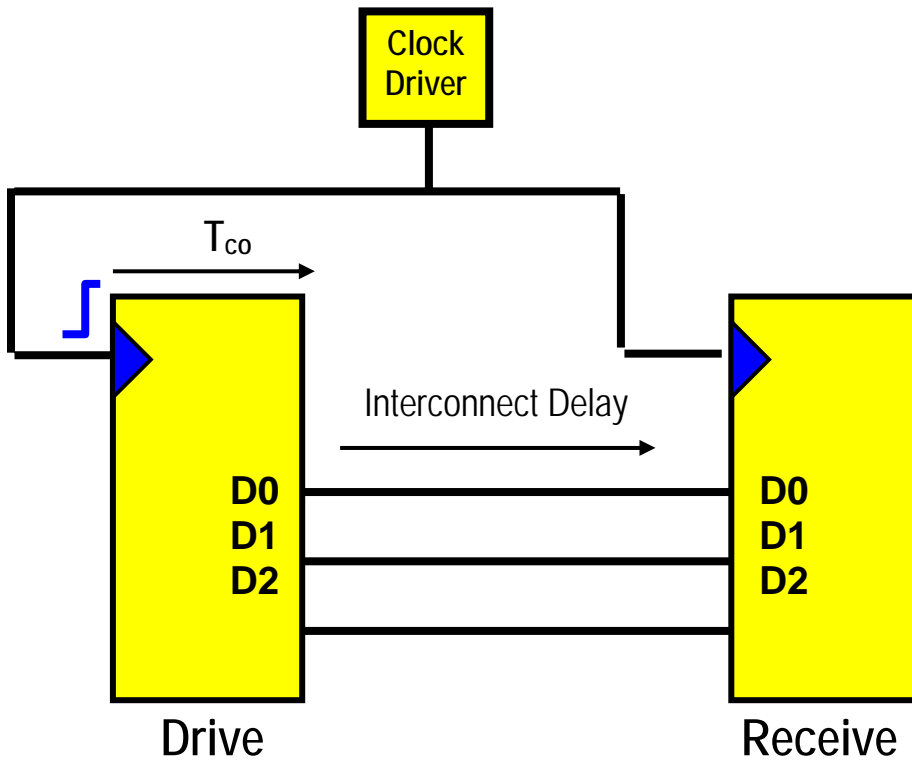 Clock
Driver
Tco
Interconnect Delay
D0
D1
D2
D0
D1
D2
Drive
Receive